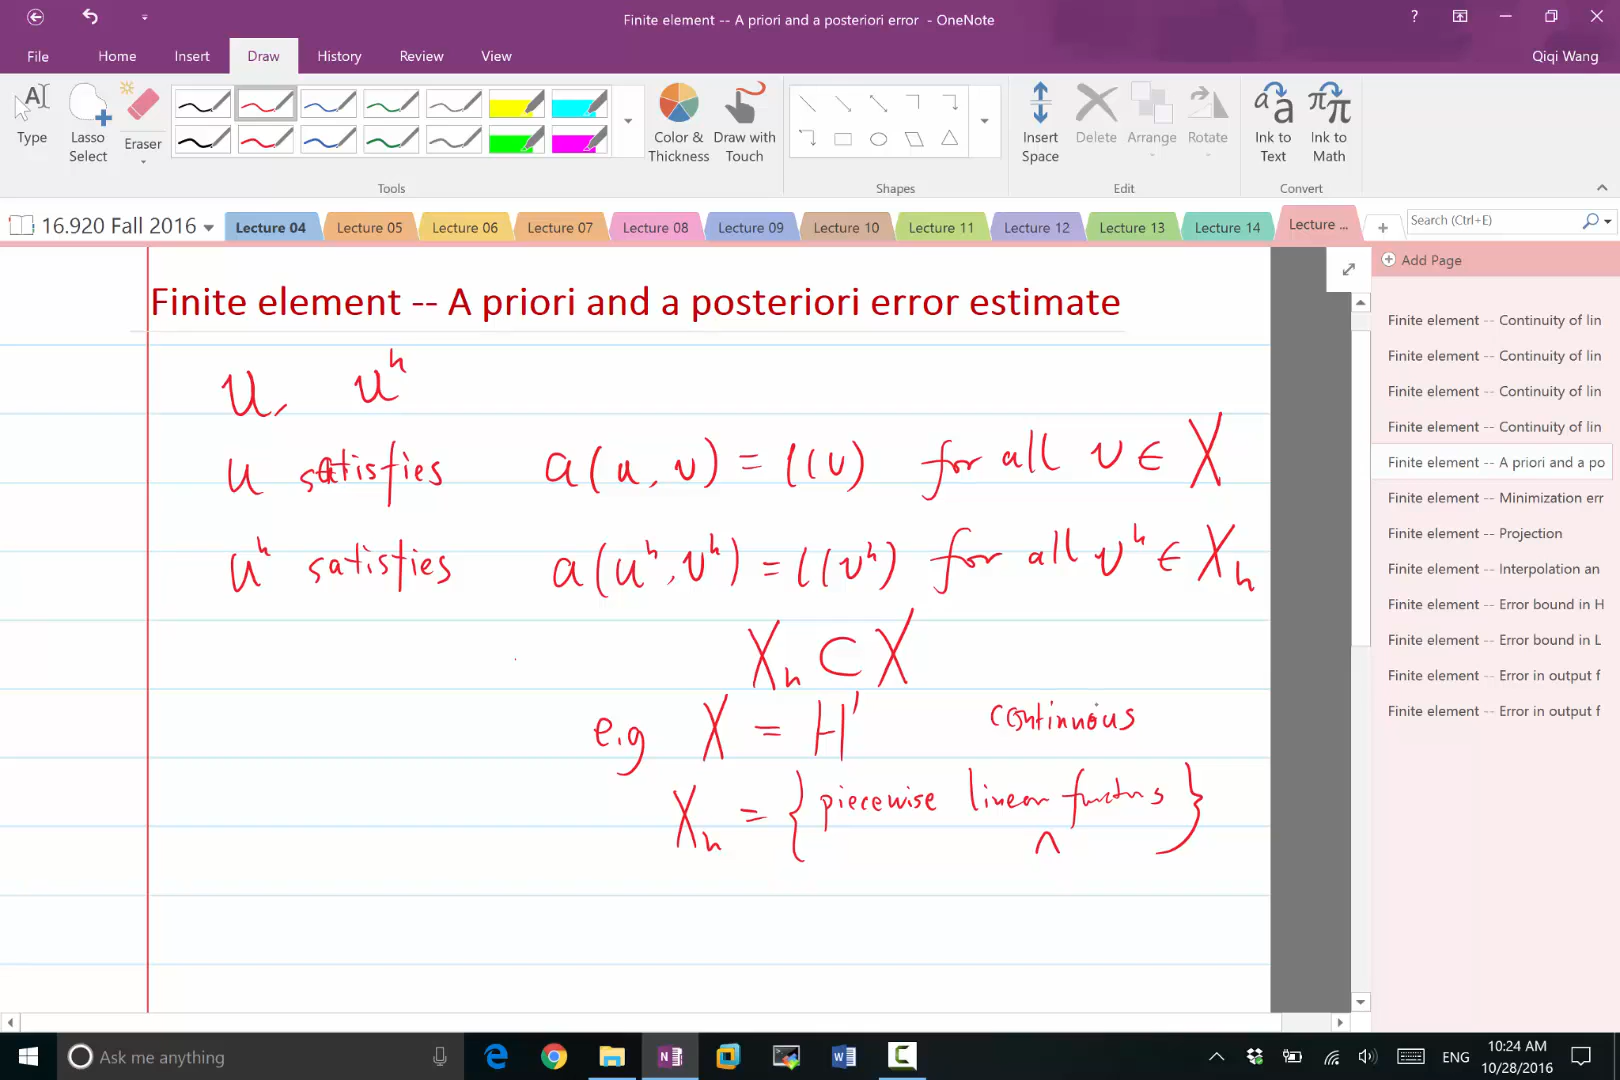 Finite element -- A priori and a posteriori error - OneNote
?
File Home Insert Draw History Review View Qiqi Wang
Type
Lasso Select
Eraser
Color & Thickness
Draw with Touch
Insert Space
Delete
Arrange
Rotate
Ink to Text
Ink to Math
Tools Shapes Edit Convert
16.920 Fall 2016 Lecture 04 Lecture 05 Lecture 06 Lecture 07 Lecture 08 Lecture 09 Lecture 10 Lecture 11 Lecture 12 Lecture 13 Lecture 14 Lecture ... + Search (Ctrl+E)
Add Page
Finite element -- Continuity of lin
Finite element -- Continuity of lin
Finite element -- Continuity of lin
Finite element -- Continuity of lin
Finite element -- A priori and a po
Finite element -- Minimization err
Finite element -- Projection
Finite element -- Interpolation an
Finite element -- Error bound in H
Finite element -- Error bound in L
Finite element -- Error in output f
Finite element -- Error in output f
Finite element -- A priori and a posteriori error estimate
u, u^h
u satisfies a(u, v) = l(v) for all v ∈ X
u^h satisfies a(u^h, v^h) = l(v^h) for all v^h ∈ X_h
X_h ⊂ X
e.g X = H^1 continuous
X_h = { piecewise linear functns }
^
Ask me anything
ENG
10:24 AM
10/28/2016